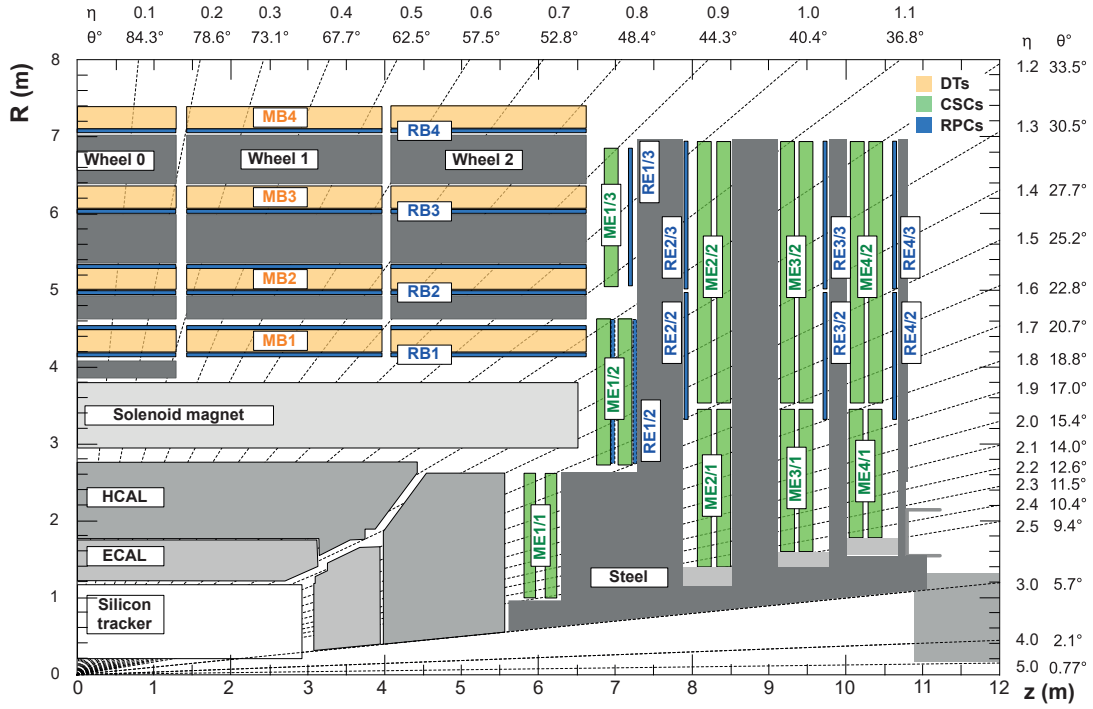 η 0.1 0.2 0.3 0.4 0.5 0.6 0.7 0.8 0.9 1.0 1.1
θ° 84.3° 78.6° 73.1° 67.7° 62.5° 57.5° 52.8° 48.4° 44.3° 40.4° 36.8° η θ°
8 1.2 33.5°
R (m)
DTs
CSCs
RPCs
MB4
RB4
7 1.3 30.5°
Wheel 0 Wheel 1 Wheel 2
RE1/3
MB3
RB3
6 1.4 27.7°
ME1/3
RE2/3 ME2/2 ME3/2 RE3/3 ME4/2 RE4/3
1.5 25.2°
MB2
RB2
5 1.6 22.8°
RE2/2 RE3/2 RE4/2
1.7 20.7°
MB1
RB1
4 1.8 18.8°
ME1/2
1.9 17.0°
Solenoid magnet
RE1/2
2.0 15.4°
3 2.1 14.0°
ME2/1 ME3/1 ME4/1
2.2 12.6°
HCAL
2.3 11.5°
2.4 10.4°
2 2.5 9.4°
ME1/1
ECAL
Steel
1 3.0 5.7°
Silicon
tracker
4.0 2.1°
0 5.0 0.77°
0 1 2 3 4 5 6 7 8 9 10 11 12
z (m)